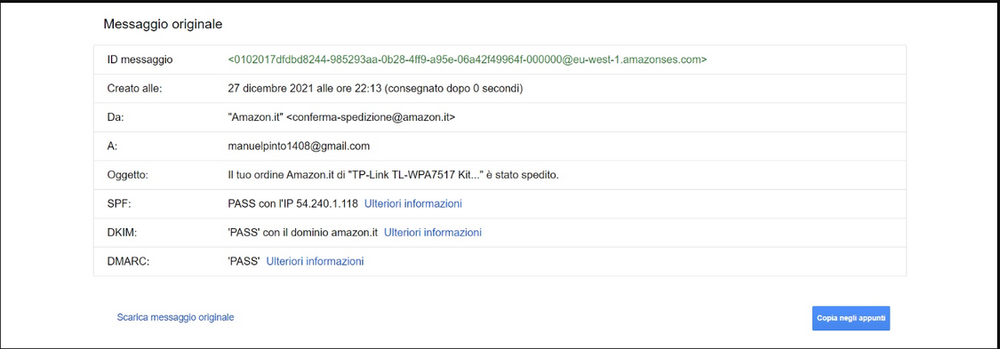 Messaggio originale
ID messaggio <0102017dfdbd8244-985293aa-0b28-4ff9-a95e-06a42f49964f-000000@eu-west-1.amazonses.com>
Creato alle: 27 dicembre 2021 alle ore 22:13 (consegnato dopo 0 secondi)
Da: "Amazon.it" <conferma-spedizione@amazon.it>
A: manuelpinto1408@gmail.com
Oggetto: Il tuo ordine Amazon.it di "TP-Link TL-WPA7517 Kit..." è stato spedito.
SPF: PASS con l'IP 54.240.1.118 Ulteriori informazioni
DKIM: 'PASS' con il dominio amazon.it Ulteriori informazioni
DMARC: 'PASS' Ulteriori informazioni
Scarica messaggio originale Copia negli appunti